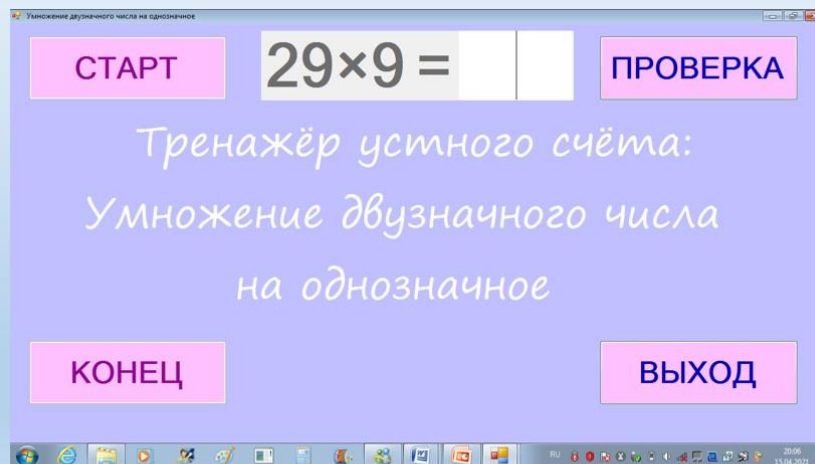 Умножение двузначного числа на однозначное
СТАРТ
29×9 =
ПРОВЕРКА
Тренажёр устного счёта:
Умножение двузначного числа
на однозначное
КОНЕЦ
ВЫХОД
RU
20:06
15.04.2021